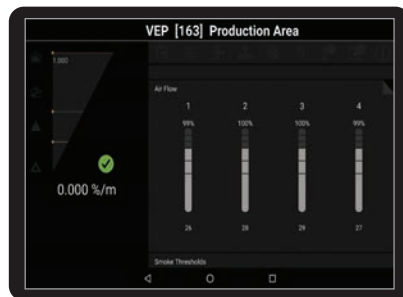 VEP [163] Production Area
1.000
Air Flow
1 2 3 4
99% 100% 100% 99%
0.000 %/m
26 28 29 27
Smoke Thresholds